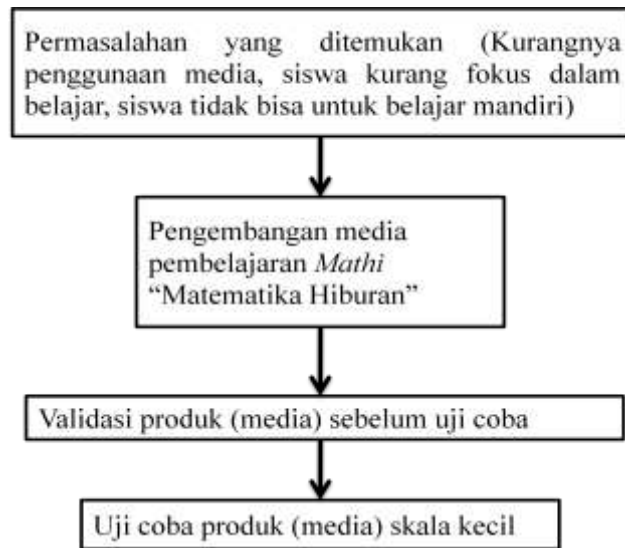 Permasalahan yang ditemukan (Kurangnya
penggunaan media, siswa kurang fokus dalam
belajar, siswa tidak bisa untuk belajar mandiri)
Pengembangan media
pembelajaran Mathi
“Matematika Hiburan”
Validasi produk (media) sebelum uji coba
Uji coba produk (media) skala kecil